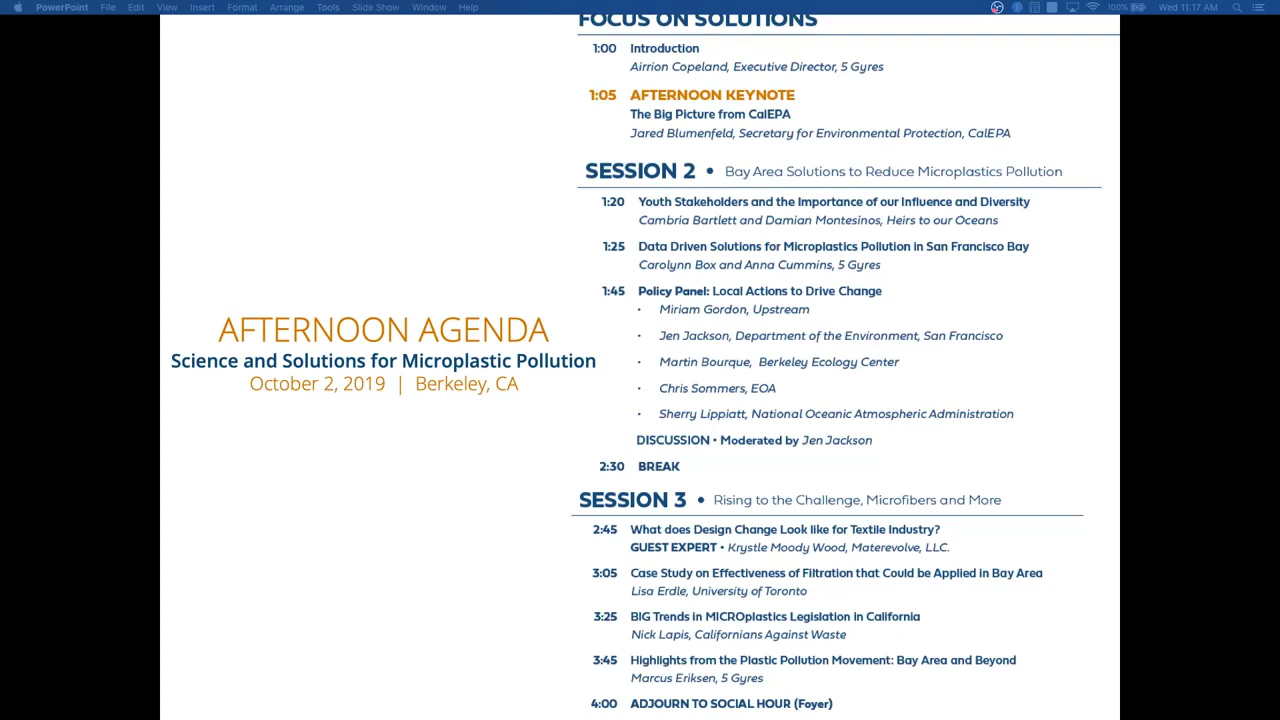 PowerPoint File Edit View Insert Format Arrange Tools Slide Show Window Help 100% Wed 11:17 AM
FOCUS ON SOLUTIONS
1:00 Introduction
Airrion Copeland, Executive Director, 5 Gyres
1:05 AFTERNOON KEYNOTE
The Big Picture from CalEPA
Jared Blumenfeld, Secretary for Environmental Protection, CalEPA
SESSION 2 • Bay Area Solutions to Reduce Microplastics Pollution
1:20 Youth Stakeholders and the Importance of our Influence and Diversity
Cambria Bartlett and Damian Montesinos, Heirs to our Oceans
1:25 Data Driven Solutions for Microplastics Pollution in San Francisco Bay
Carolynn Box and Anna Cummins, 5 Gyres
1:45 Policy Panel: Local Actions to Drive Change
• Miriam Gordon, Upstream
• Jen Jackson, Department of the Environment, San Francisco
• Martin Bourque, Berkeley Ecology Center
• Chris Sommers, EOA
• Sherry Lippiatt, National Oceanic Atmospheric Administration
DISCUSSION • Moderated by Jen Jackson
2:30 BREAK
SESSION 3 • Rising to the Challenge, Microfibers and More
2:45 What does Design Change Look like for Textile Industry?
GUEST EXPERT • Krystle Moody Wood, Materevolve, LLC.
3:05 Case Study on Effectiveness of Filtration that Could be Applied in Bay Area
Lisa Erdle, University of Toronto
3:25 BIG Trends in MICROplastics Legislation in California
Nick Lapis, Californians Against Waste
3:45 Highlights from the Plastic Pollution Movement: Bay Area and Beyond
Marcus Eriksen, 5 Gyres
4:00 ADJOURN TO SOCIAL HOUR (Foyer)
AFTERNOON AGENDA
Science and Solutions for Microplastic Pollution
October 2, 2019 | Berkeley, CA